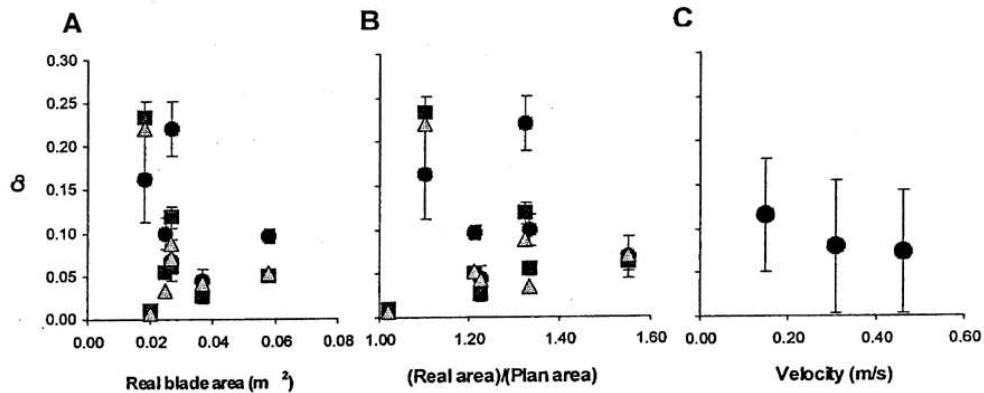 A
B
C
0.30
0.25
0.20
0.15
0.10
0.05
0.00
0.00 0.02 0.04 0.06 0.08
1.00 1.20 1.40 1.60
0.00 0.20 0.40 0.60
Real blade area (m 2)
(Real area)/(Plan area)
Velocity (m/s)